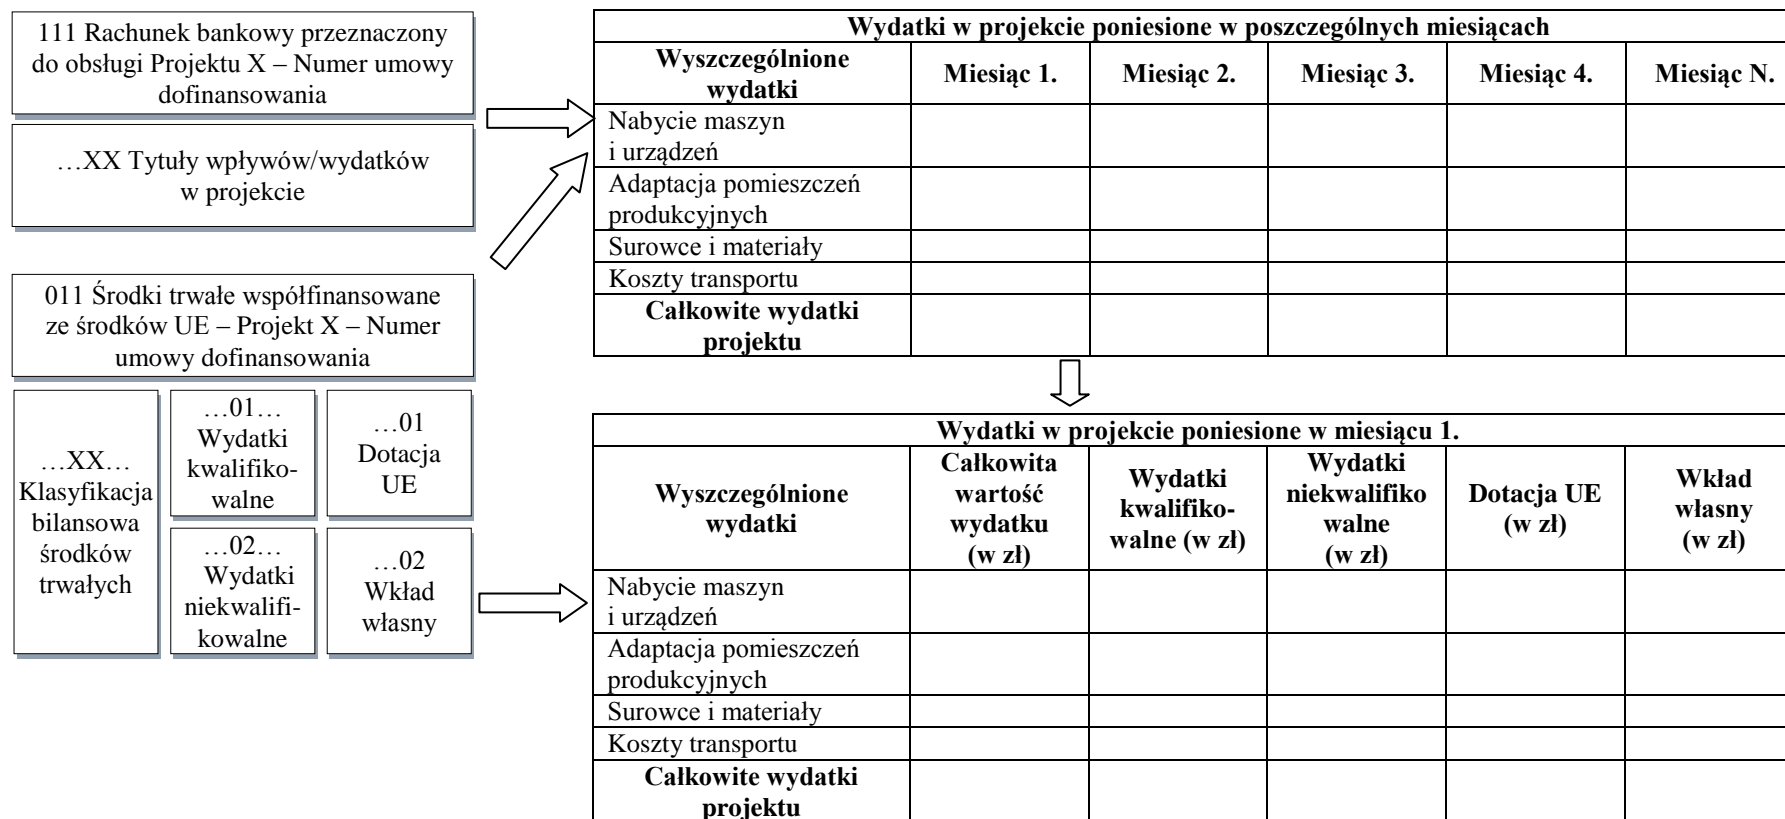 111 Rachunek bankowy przeznaczony
do obsługi Projektu X – Numer umowy
dofinansowania
…XX Tytuły wpływów/wydatków
w projekcie
011 Środki trwałe współfinansowane
ze środków UE – Projekt X – Numer
umowy dofinansowania
…XX…
Klasyfikacja
bilansowa
środków
trwałych
…01…
Wydatki
kwalifiko-
walne
…01
Dotacja
UE
…02…
Wydatki
niekwalifi-
kowalne
…02
Wkład
własny
Wydatki w projekcie poniesione w poszczególnych miesiącach
Wyszczególnione
wydatki
Miesiąc 1.
Miesiąc 2.
Miesiąc 3.
Miesiąc 4.
Miesiąc N.
Nabycie maszyn
i urządzeń
Adaptacja pomieszczeń
produkcyjnych
Surowce i materiały
Koszty transportu
Całkowite wydatki
projektu
Wydatki w projekcie poniesione w miesiącu 1.
Wyszczególnione
wydatki
Całkowita
wartość
wydatku
(w zł)
Wydatki
kwalifiko-
walne (w zł)
Wydatki
niekwalifiko
walne
(w zł)
Dotacja UE
(w zł)
Wkład
własny
(w zł)
Nabycie maszyn
i urządzeń
Adaptacja pomieszczeń
produkcyjnych
Surowce i materiały
Koszty transportu
Całkowite wydatki
projektu